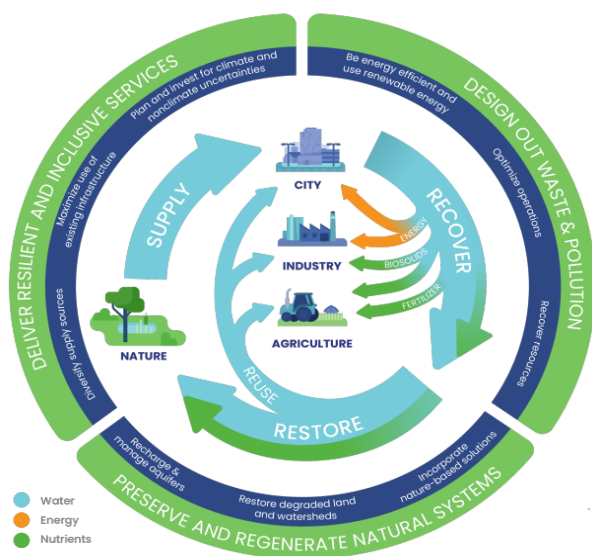 DELIVER RESILIENT AND INCLUSIVE SERVICES
Plan and invest for climate and
nonclimate uncertainties
Maximize use of
existing infrastructure
Diversify supply sources
DESIGN OUT WASTE & POLLUTION
Be energy efficient and
use renewable energy
Optimize operations
Recover resources
PRESERVE AND REGENERATE NATURAL SYSTEMS
Recharge &
manage aquifers
Restore degraded land
and watersheds
Incorporate
nature-based solutions
SUPPLY
CITY
RECOVER
ENERGY
INDUSTRY
BIOSOLIDS
FERTILIZER
AGRICULTURE
NATURE
REUSE
RESTORE
Water
Energy
Nutrients